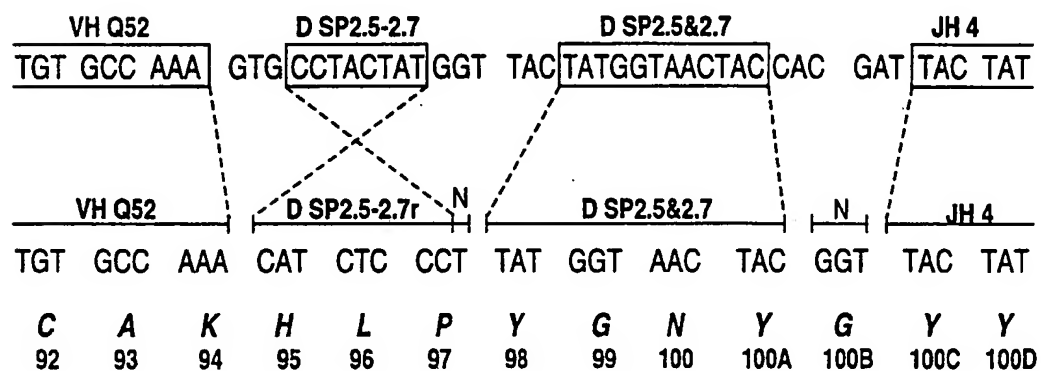 VH Q52 D SP2.5-2.7 D SP2.5&2.7 JH 4
TGT GCC AAA GTG CCTACTAT GGT TAC TATGGTAACTAC CAC GAT TAC TAT
VH Q52 D SP2.5-2.7r N D SP2.5&2.7 N JH 4
TGT GCC AAA CAT CTC CCT TAT GGT AAC TAC GGT TAC TAT
C A K H L P Y G N Y G Y Y
92 93 94 95 96 97 98 99 100 100A 100B 100C 100D